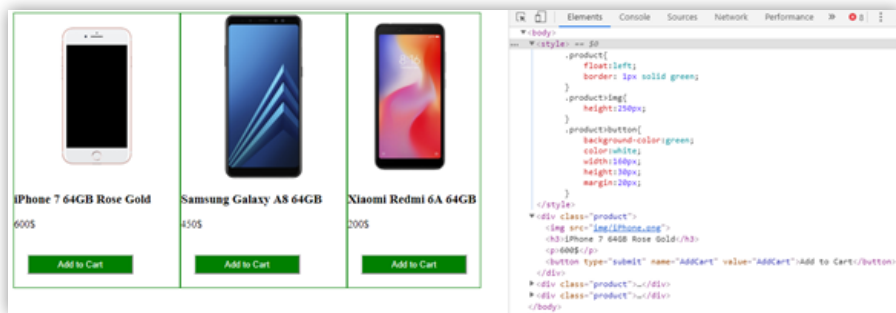 8:16
iPhone 7 64GB Rose Gold
600$
Add to Cart
Samsung Galaxy A8 64GB
450$
Add to Cart
Xiaomi Redmi 6A 64GB
200$
Add to Cart
Elements Console Sources Network Performance » 8
▼<body>
▼<style> == $0
.product{
float:left;
border: 1px solid green;
}
.product>img{
height:250px;
}
.product>button{
background-color:green;
color:white;
width:160px;
height:30px;
margin:20px;
}
</style>
▼<div class="product">
<img src="img/iPhone.png">
<h3>iPhone 7 64GB Rose Gold</h3>
<p>600$</p>
<button type="submit" name="AddCart" value="AddCart">Add to Cart</button>
</div>
▶<div class="product">…</div>
▶<div class="product">…</div>
</body>